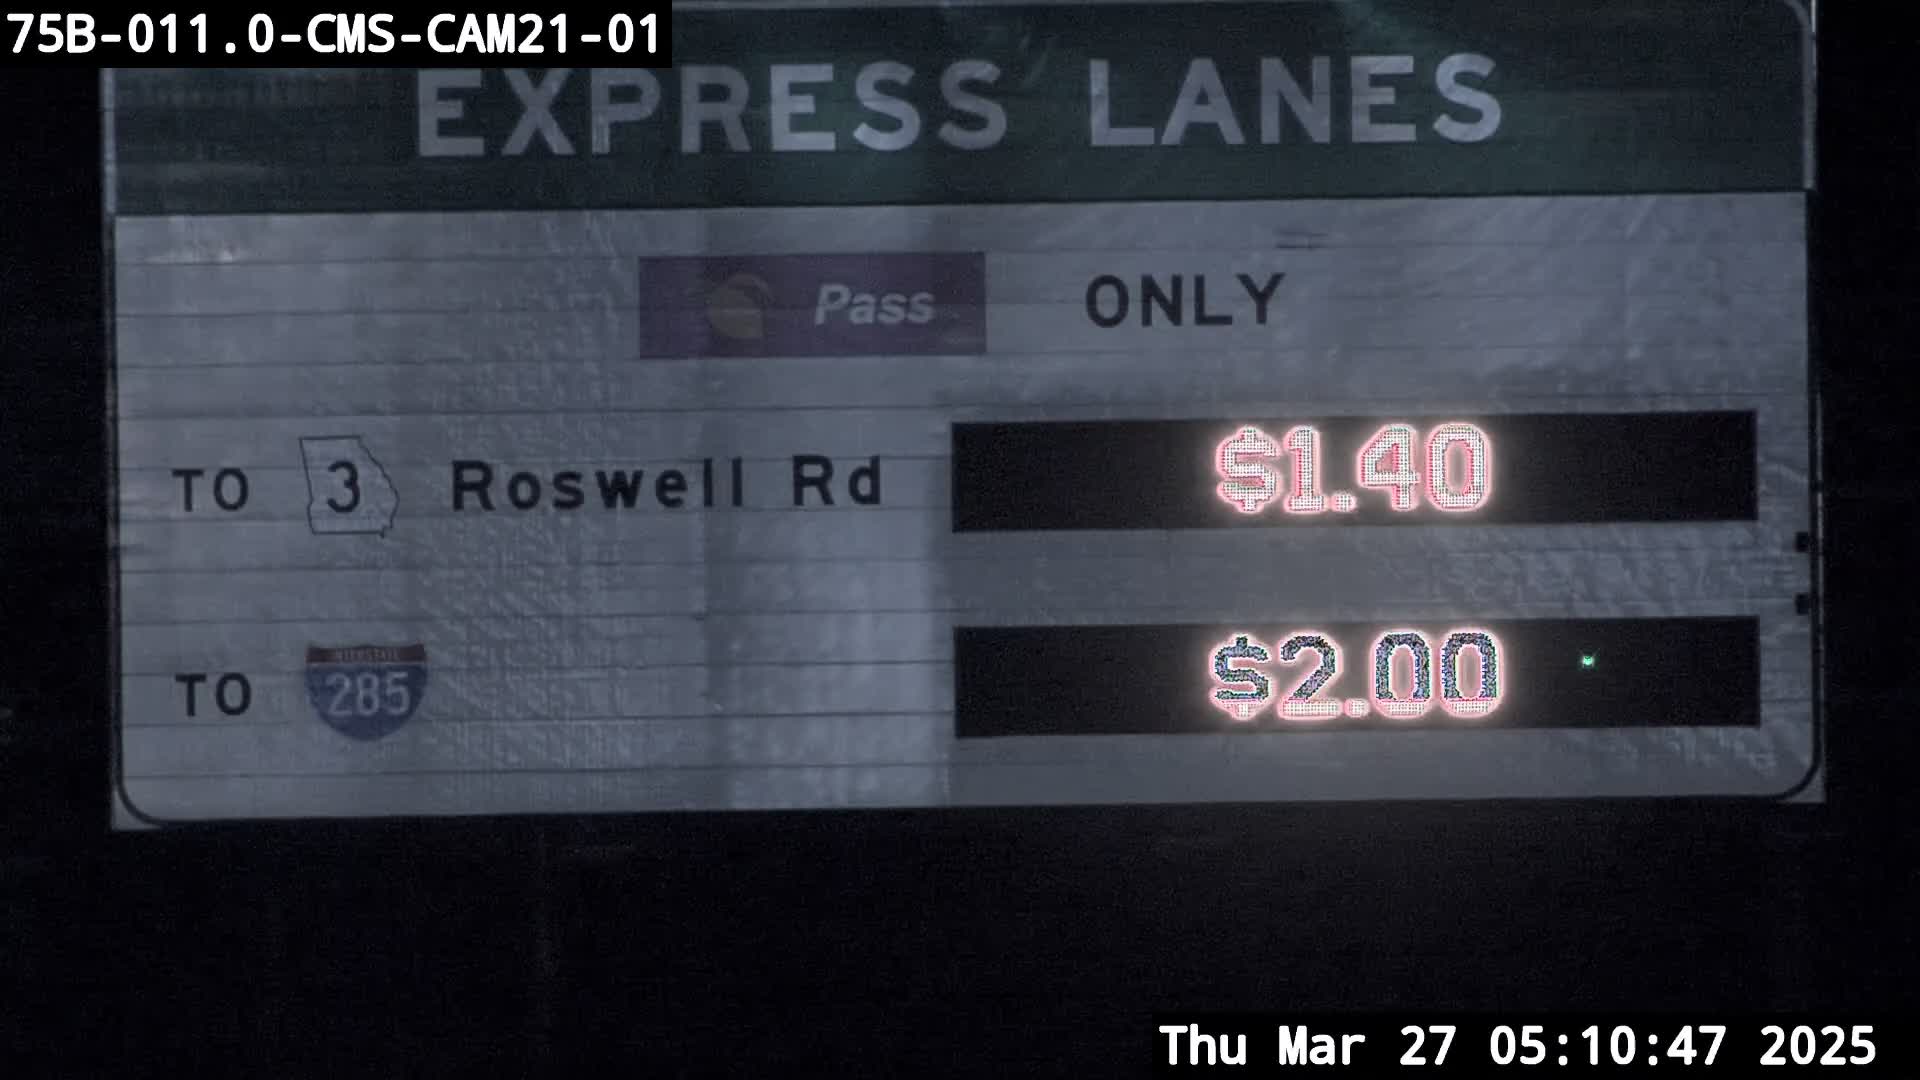 75B-011.0-CMS-CAM21-01
EXPRESS LANES
Pass ONLY
TO 3 Roswell Rd $1.40
INTERSTATE
TO 285 $2.00
Thu Mar 27 05:10:47 2025